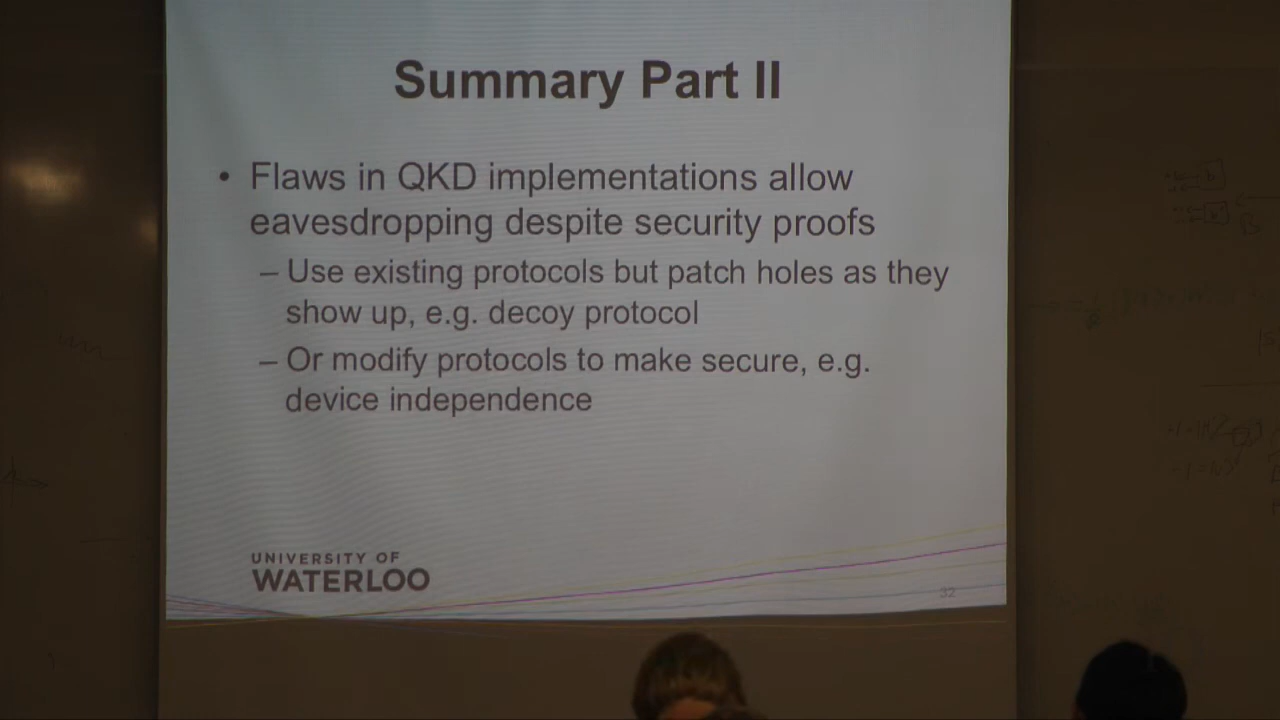 Summary Part II
• Flaws in QKD implementations allow
eavesdropping despite security proofs
– Use existing protocols but patch holes as they
show up, e.g. decoy protocol
– Or modify protocols to make secure, e.g.
device independence
UNIVERSITY OF
WATERLOO
32